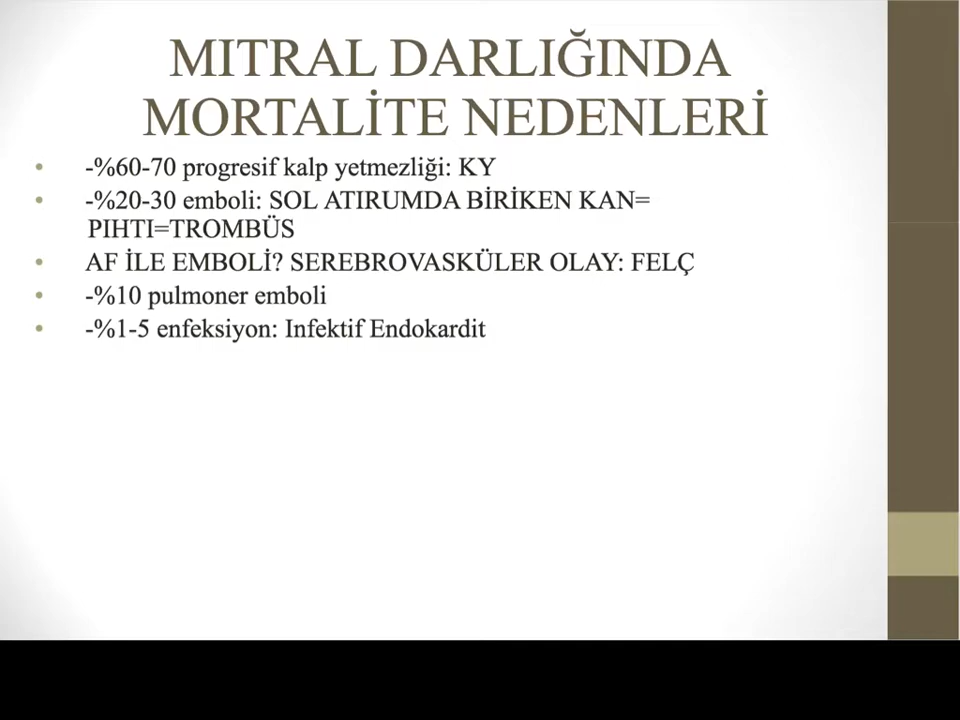 MITRAL DARLIĞINDA
MORTALİTE NEDENLERİ
• -%60-70 progresif kalp yetmezliği: KY
• -%20-30 emboli: SOL ATIRUMDA BİRİKEN KAN=
PIHTI=TROMBÜS
• AF İLE EMBOLİ? SEREBROVASKÜLER OLAY: FELÇ
• -%10 pulmoner emboli
• -%1-5 enfeksiyon: Infektif Endokardit